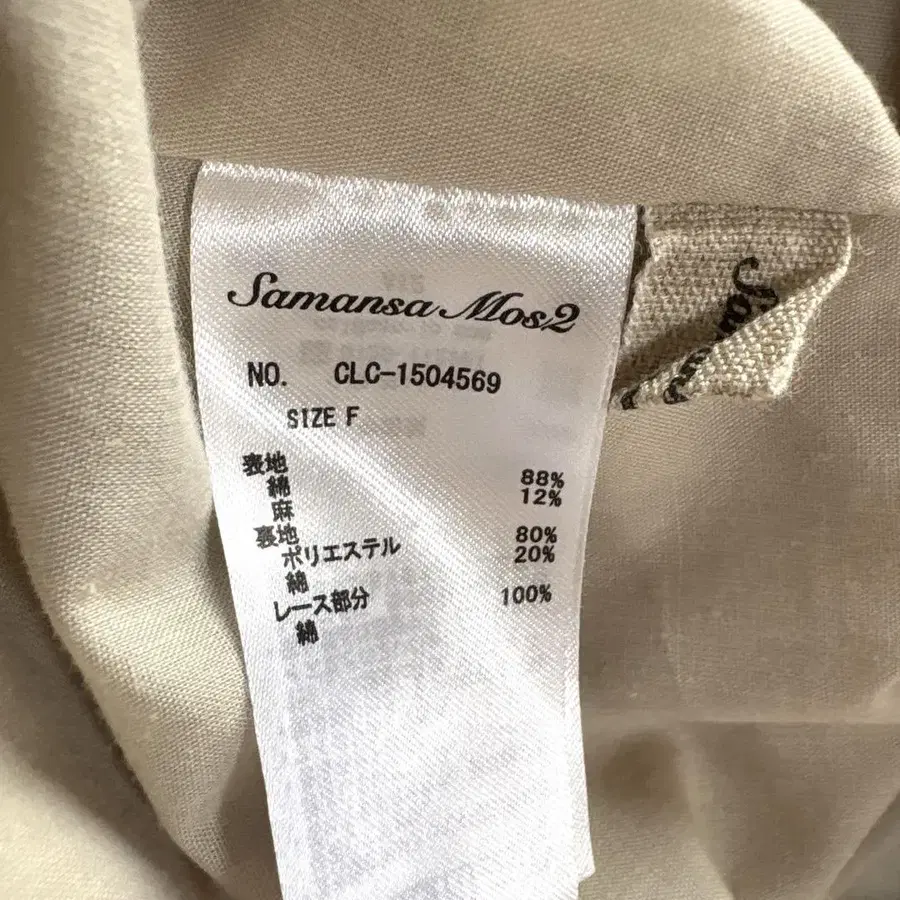 Samansa Mos2
NO. CLC-1504569
SIZE F
表地
綿 88%
麻 12%
裏地
ポリエステル 80%
綿 20%
レース部分
綿 100%